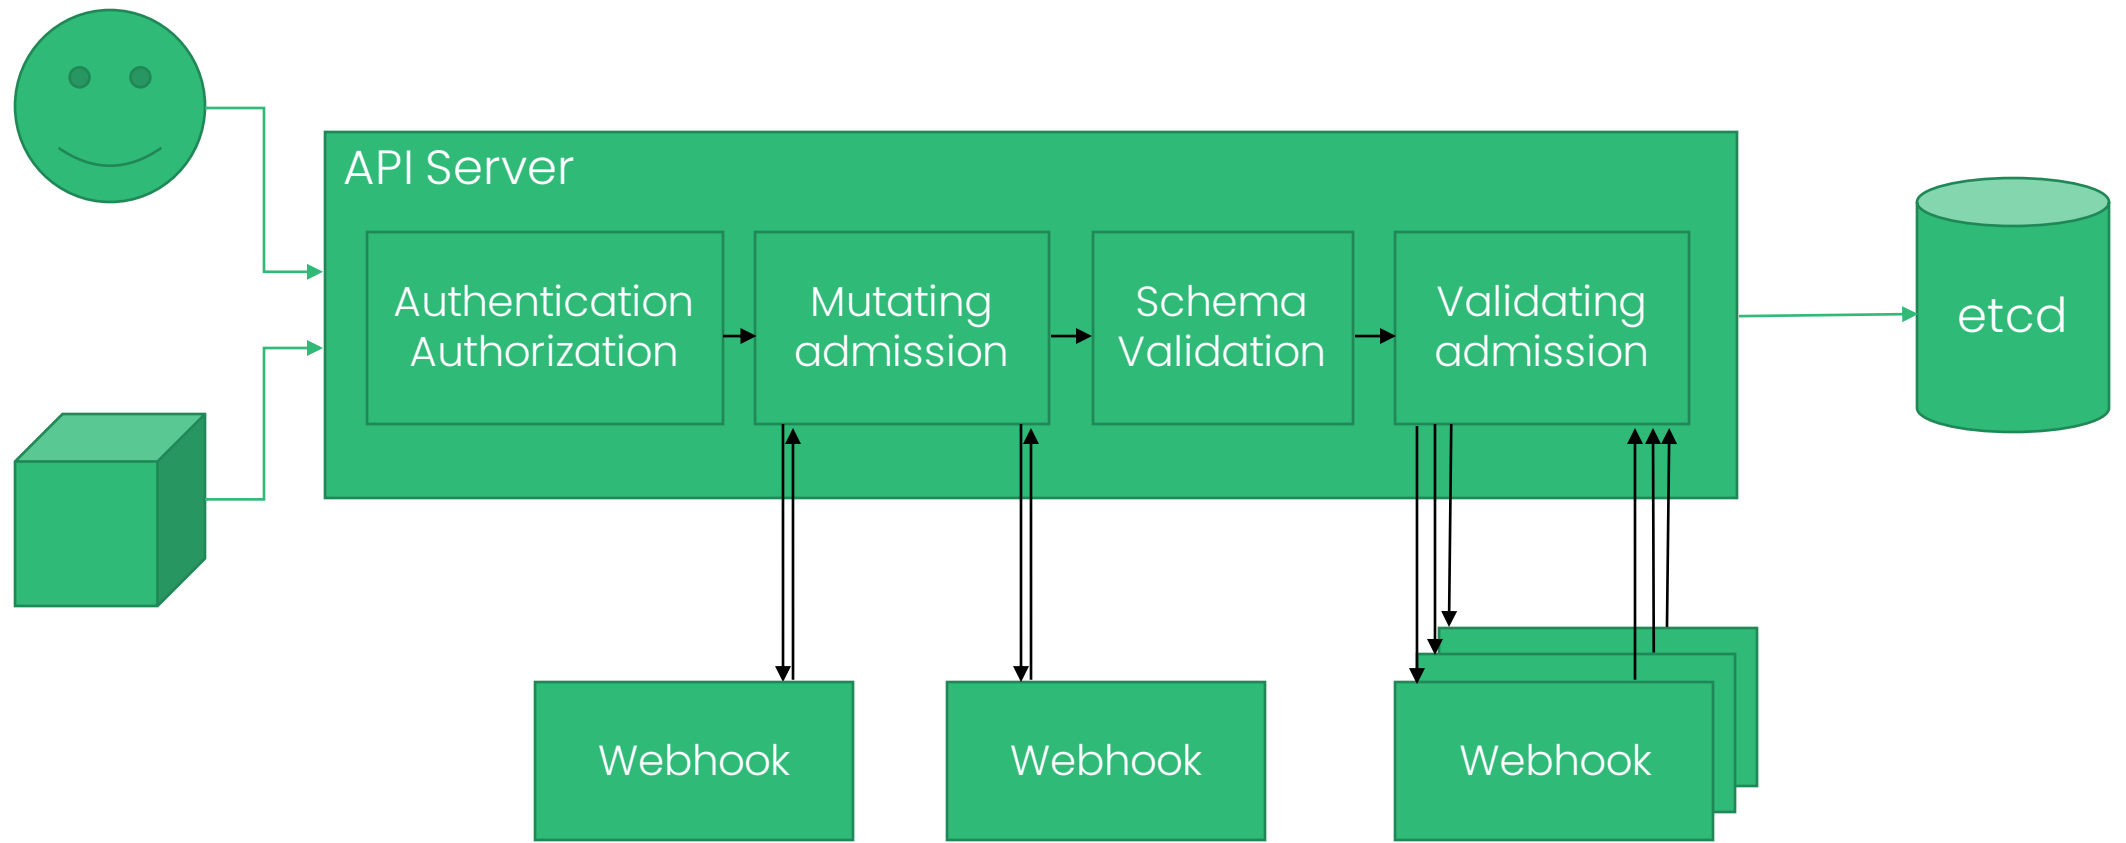 API Server
Authentication
Authorization
Mutating
admission
Schema
Validation
Validating
admission
etcd
Webhook
Webhook
Webhook